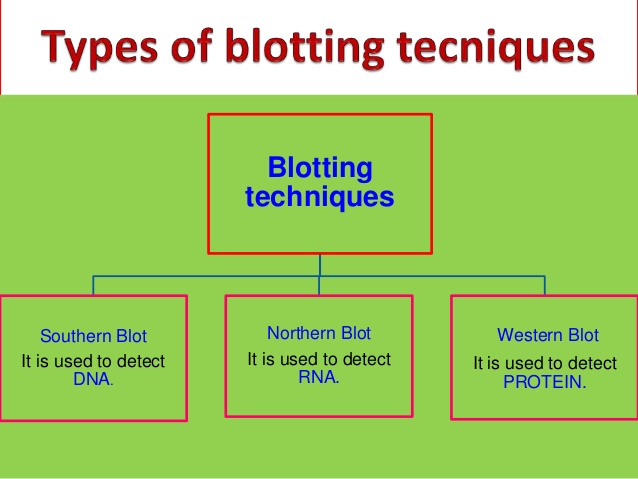 Types of blotting tecniques
Blotting
techniques
Southern Blot
It is used to detect
DNA.
Northern Blot
It is used to detect
RNA.
Western Blot
It is used to detect
PROTEIN.